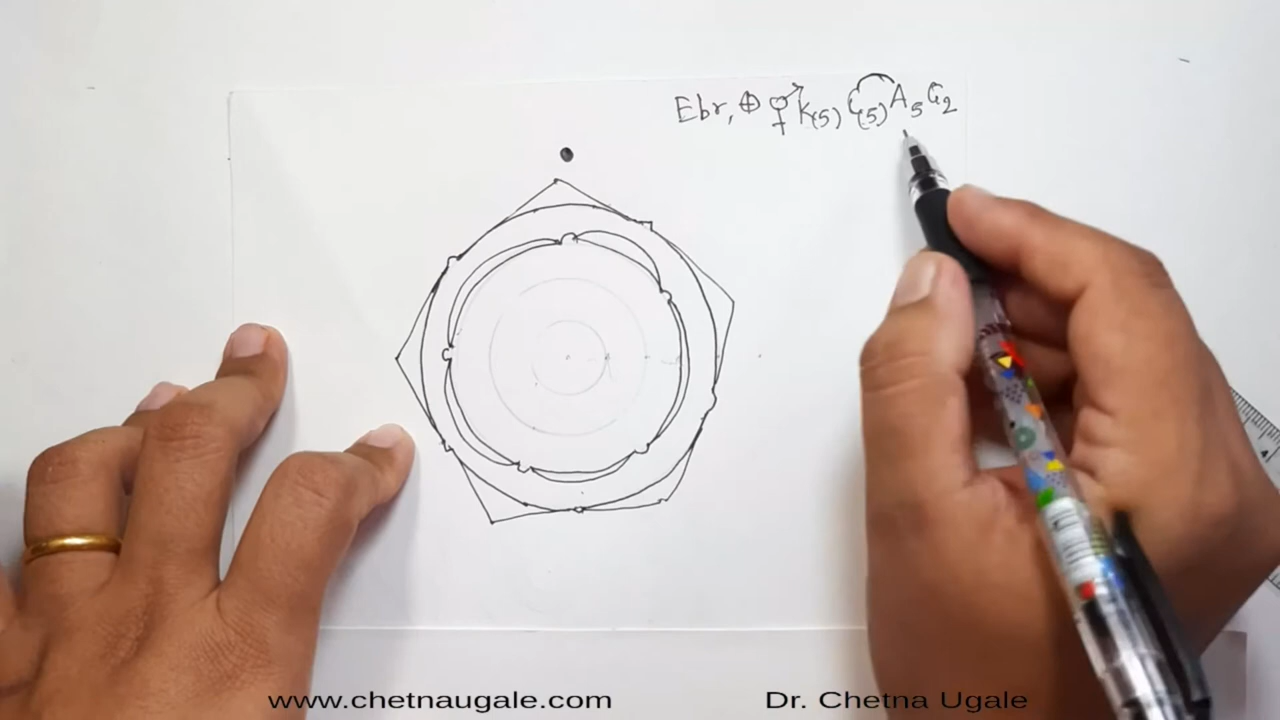 Ebr, ⊕ ⚥ K(5) C(5) A5 G2
www.chetnaugale.com Dr. Chetna Ugale